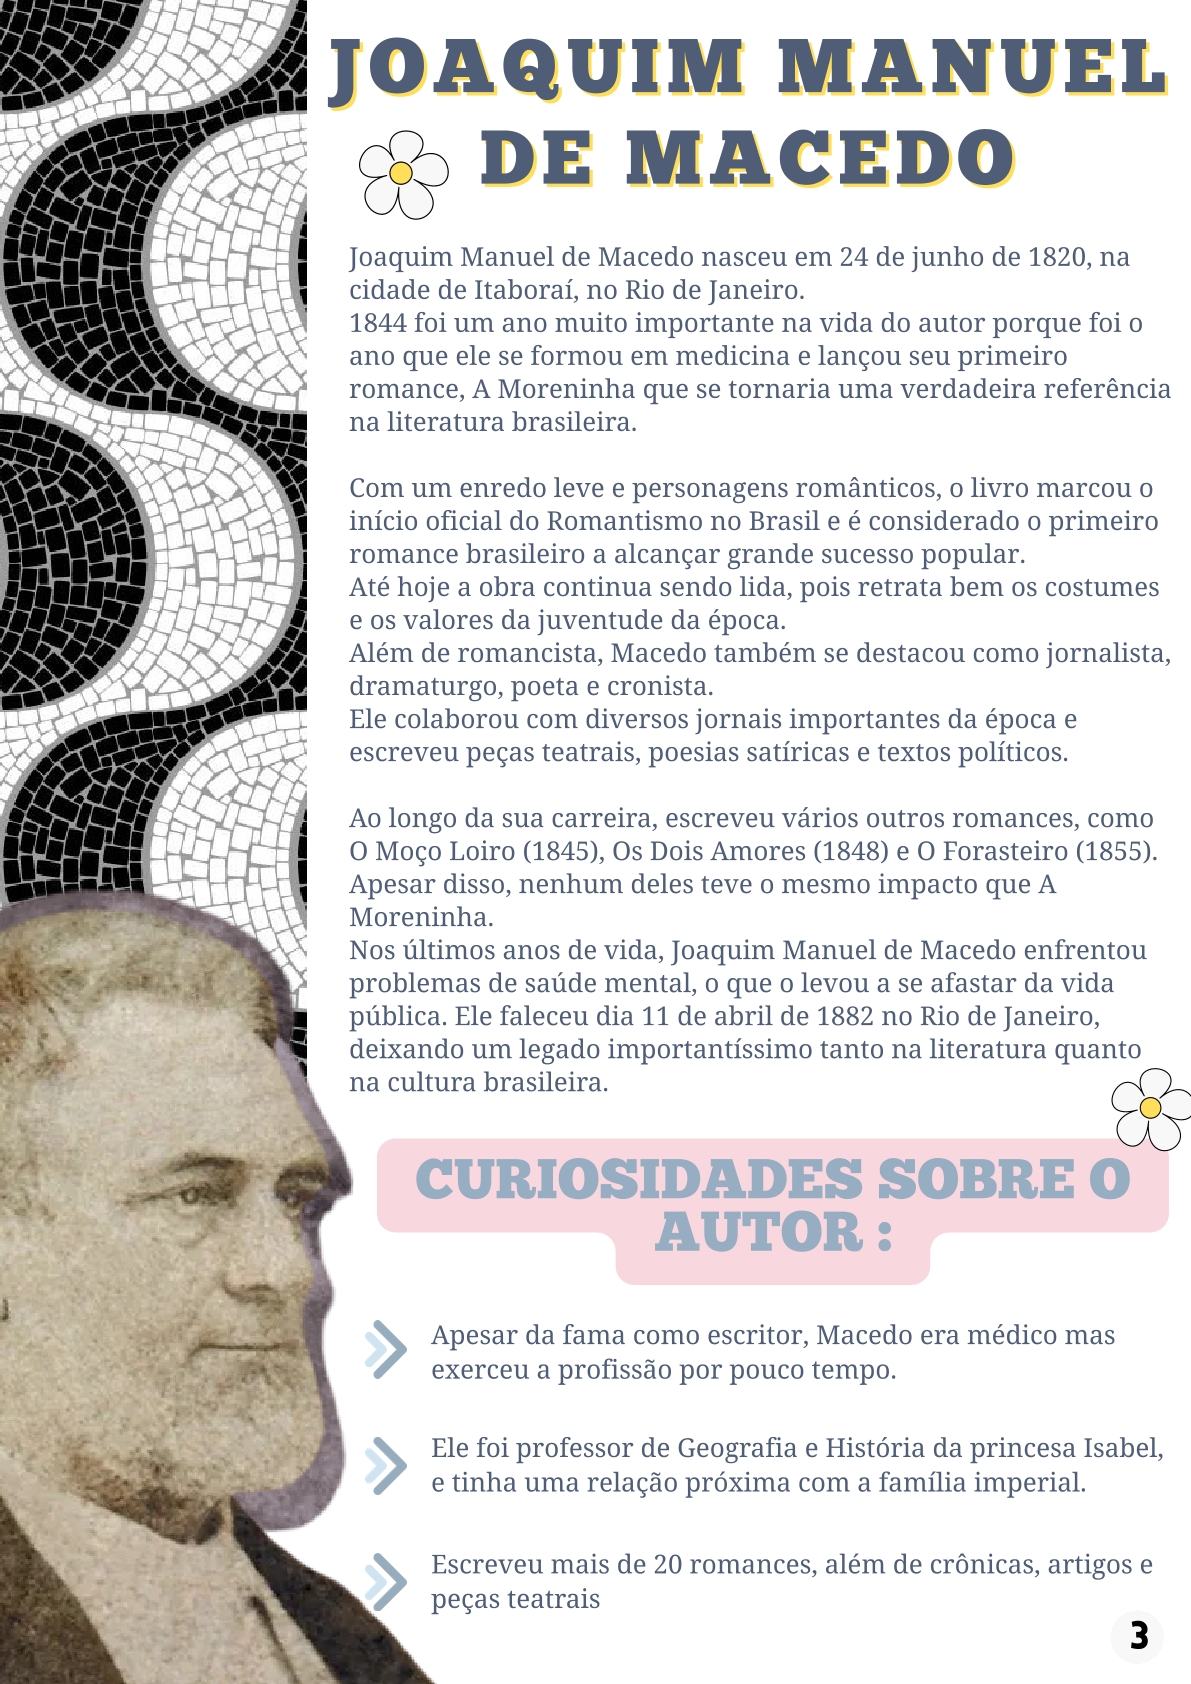 JOAQUIM MANUEL
DE MACEDO
Joaquim Manuel de Macedo nasceu em 24 de junho de 1820, na
cidade de Itaboraí, no Rio de Janeiro.
1844 foi um ano muito importante na vida do autor porque foi o
ano que ele se formou em medicina e lançou seu primeiro
romance, A Moreninha que se tornaria uma verdadeira referência
na literatura brasileira.
Com um enredo leve e personagens românticos, o livro marcou o
início oficial do Romantismo no Brasil e é considerado o primeiro
romance brasileiro a alcançar grande sucesso popular.
Até hoje a obra continua sendo lida, pois retrata bem os costumes
e os valores da juventude da época.
Além de romancista, Macedo também se destacou como jornalista,
dramaturgo, poeta e cronista.
Ele colaborou com diversos jornais importantes da época e
escreveu peças teatrais, poesias satíricas e textos políticos.
Ao longo da sua carreira, escreveu vários outros romances, como
O Moço Loiro (1845), Os Dois Amores (1848) e O Forasteiro (1855).
Apesar disso, nenhum deles teve o mesmo impacto que A
Moreninha.
Nos últimos anos de vida, Joaquim Manuel de Macedo enfrentou
problemas de saúde mental, o que o levou a se afastar da vida
pública. Ele faleceu dia 11 de abril de 1882 no Rio de Janeiro,
deixando um legado importantíssimo tanto na literatura quanto
na cultura brasileira.
CURIOSIDADES SOBRE O
AUTOR :
Apesar da fama como escritor, Macedo era médico mas
exerceu a profissão por pouco tempo.
Ele foi professor de Geografia e História da princesa Isabel,
e tinha uma relação próxima com a família imperial.
Escreveu mais de 20 romances, além de crônicas, artigos e
peças teatrais
3